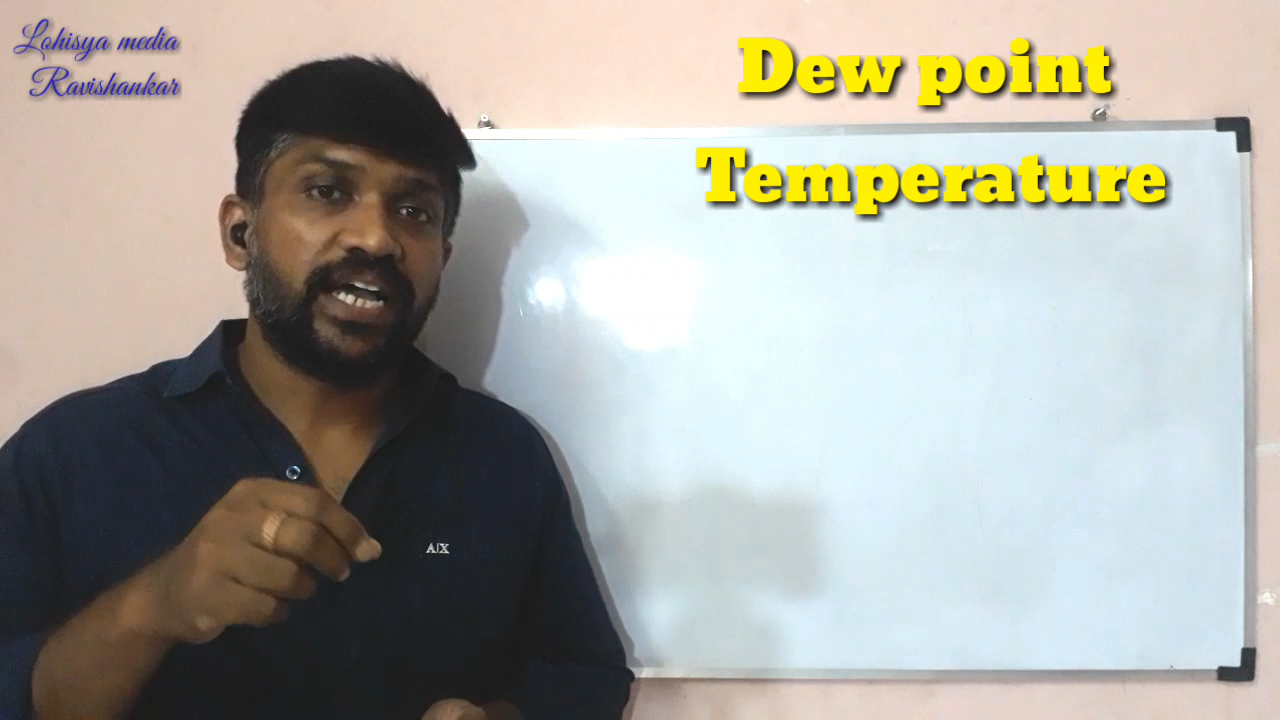 Lohisya media
Ravishankar
Dew point
Temperature
A|X